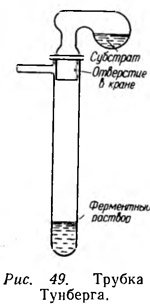 Субстрат
Отверстие
в кране
Ферментный
раствор
Рис. 49. Трубка
Тунберга.